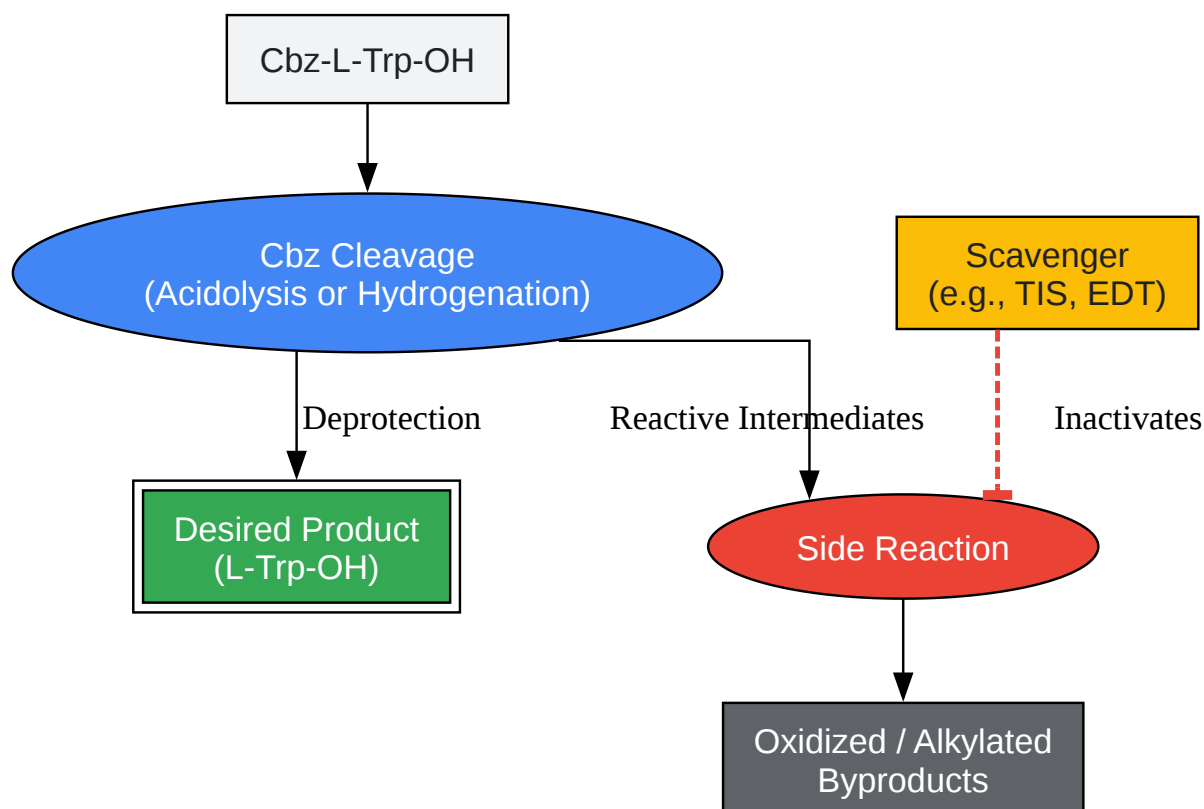 Cbz-L-Trp-OH
Cbz Cleavage
(Acidolysis or Hydrogenation)
Scavenger
(e.g., TIS, EDT)
Deprotection
Reactive Intermediates
Inactivates
Desired Product
(L-Trp-OH)
Side Reaction
Oxidized / Alkylated
Byproducts